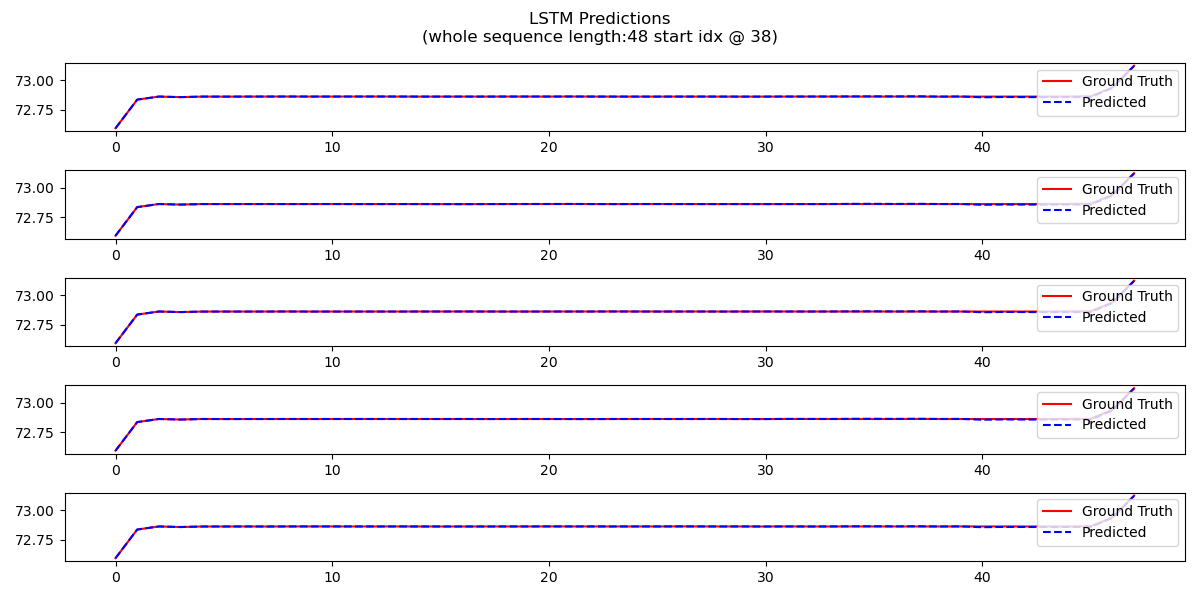 LSTM Predictions
(whole sequence length:48 start idx @ 38)
73.00
72.75
Ground Truth
Predicted
0 10 20 30 40
73.00
72.75
Ground Truth
Predicted
0 10 20 30 40
73.00
72.75
Ground Truth
Predicted
0 10 20 30 40
73.00
72.75
Ground Truth
Predicted
0 10 20 30 40
73.00
72.75
Ground Truth
Predicted
0 10 20 30 40